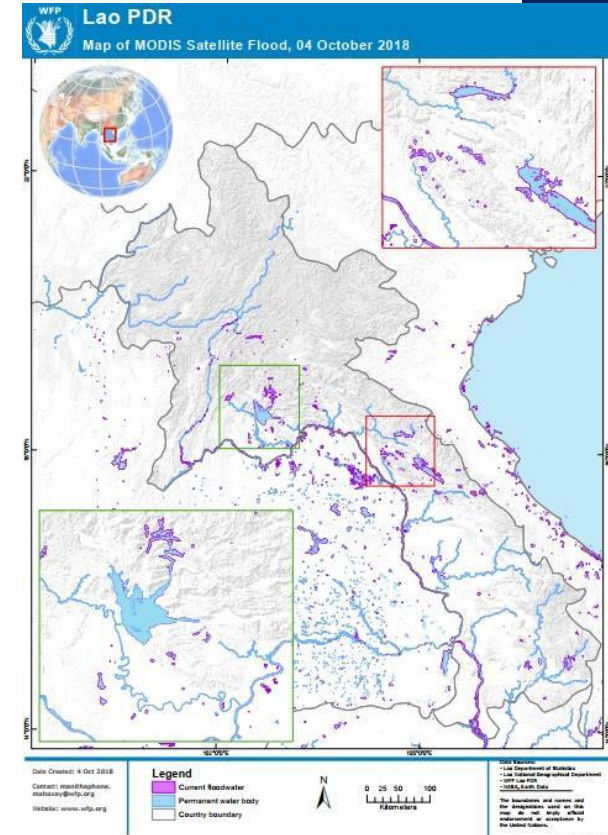 WFP
Lao PDR
Map of MODIS Satellite Flood, 04 October 2018
Date Created: 4 Oct 2018
Contact: manithaphone.
mahaxay@wfp.org
Website: www.wfp.org
Legend
Current floodwater
Permanent water body
Country boundary
N
0 25 50 100
Kilometers
Data Sources:
- Lao Department of Statistics
- Lao National Geographical Department
- WFP Lao PDR
- NASA, Earth Data
The boundaries and names and
the designations used on this
map do not imply official
endorsement or acceptance by
the United Nations.